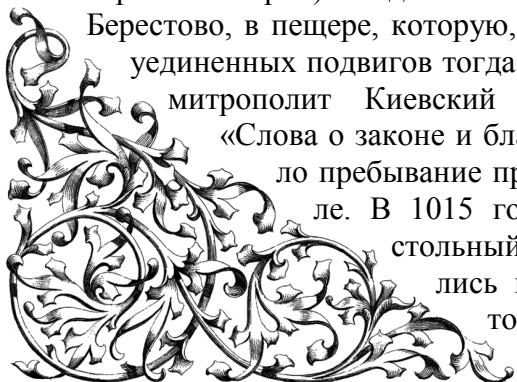 Берестово, в пещере, которую,
уединенных подвигов тогда
митрополит Киевский
«Слова о законе и бла
ло пребывание пр
ле. В 1015 го
стольный
лись
то